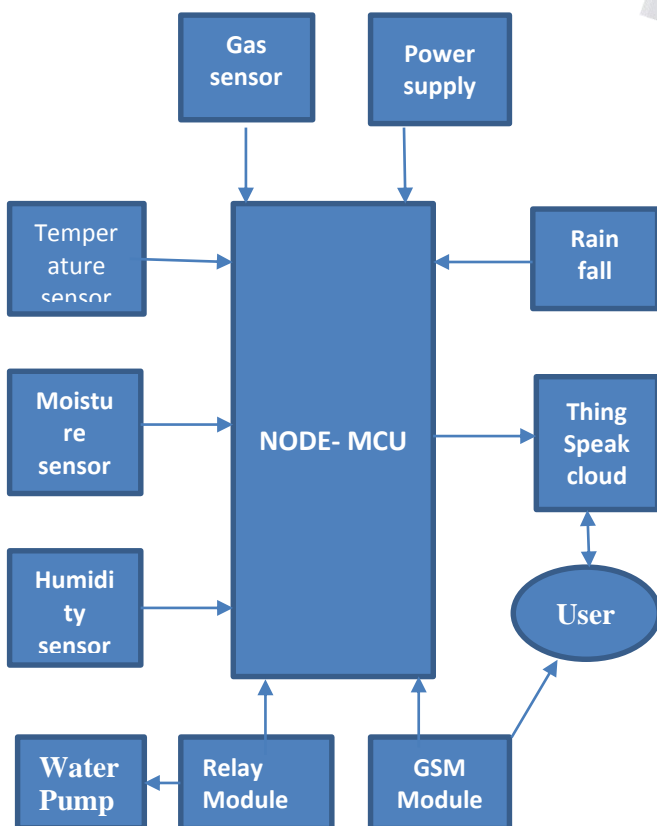 Gas
sensor
Power
supply
Temper
ature
sensor
Rain
fall
Moistu
re
sensor
NODE- MCU
Thing
Speak
cloud
Humidi
ty
sensor
User
Water
Pump
Relay
Module
GSM
Module